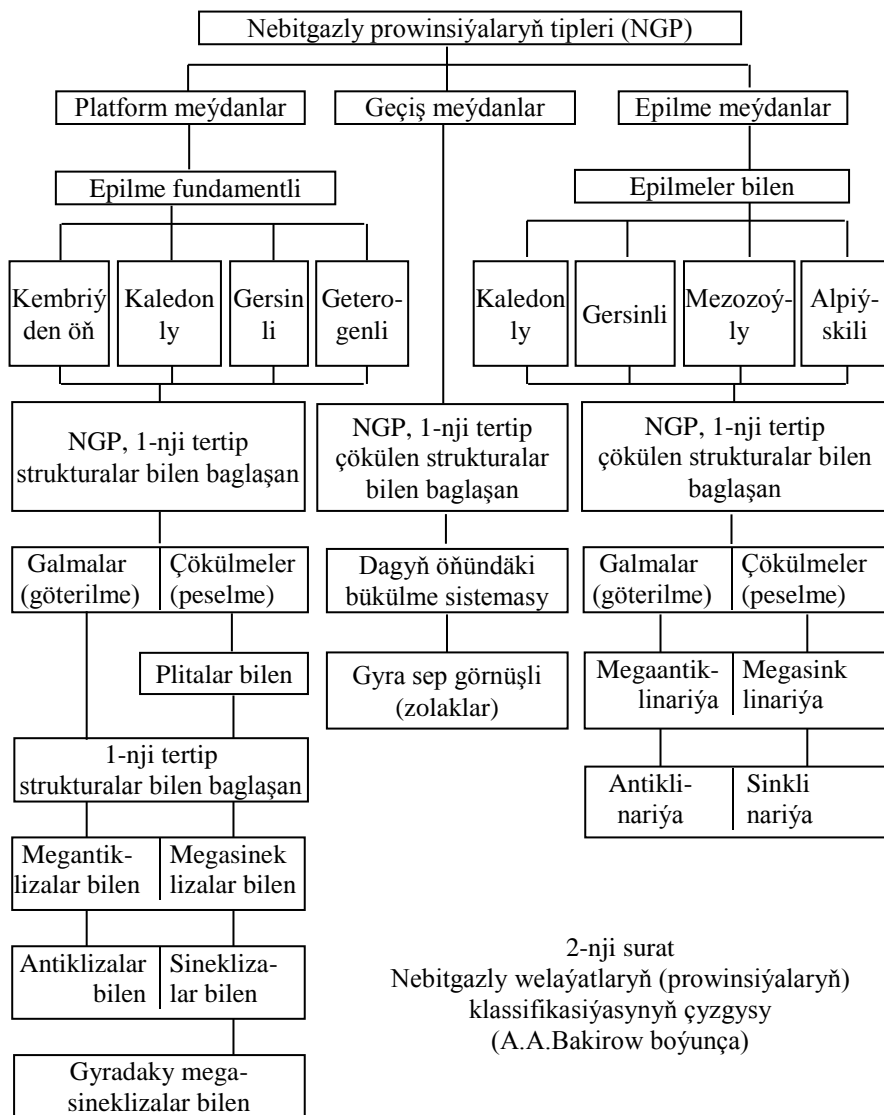 Nebitgazly prowinsiýalaryň tipleri (NGP)
Platform meýdanlar
Geçiş meýdanlar
Epilme meýdanlar
Epilme fundamentli
Epilmeler bilen
Kembriý
den öň
Kaledon
ly
Gersin
li
Getero-
genli
Kaledon
ly
Gersinli
Mezozoý-
ly
Alpiý-
skili
NGP, 1-nji tertip
strukturalar bilen baglaşan
NGP, 1-nji tertip
çökülen strukturalar
bilen baglaşan
NGP, 1-nji tertip
çökülen strukturalar bilen
baglaşan
Galmalar
(göterilme)
Çökülmeler
(peselme)
Dagyň öňündäki
bükülme sistemasy
Galmalar
(göterilme)
Çökülmeler
(peselme)
Plitalar bilen
Gyra sep görnüşli
(zolaklar)
Megaantik-
linariýa
Megasink
linariýa
1-nji tertip
strukturalar bilen baglaşan
Antikli-
nariýa
Sinkli
nariýa
Megantik-
lizalar bilen
Megasinek
lizalar bilen
Antiklizalar
bilen
Sinekliza-
lar bilen
Gyradaky mega-
sineklizalar bilen
2-nji surat
Nebitgazly welaýatlaryň (prowinsiýalaryň)
klassifikasiýasynyň çyzgysy
(A.A.Bakirow boýunça)